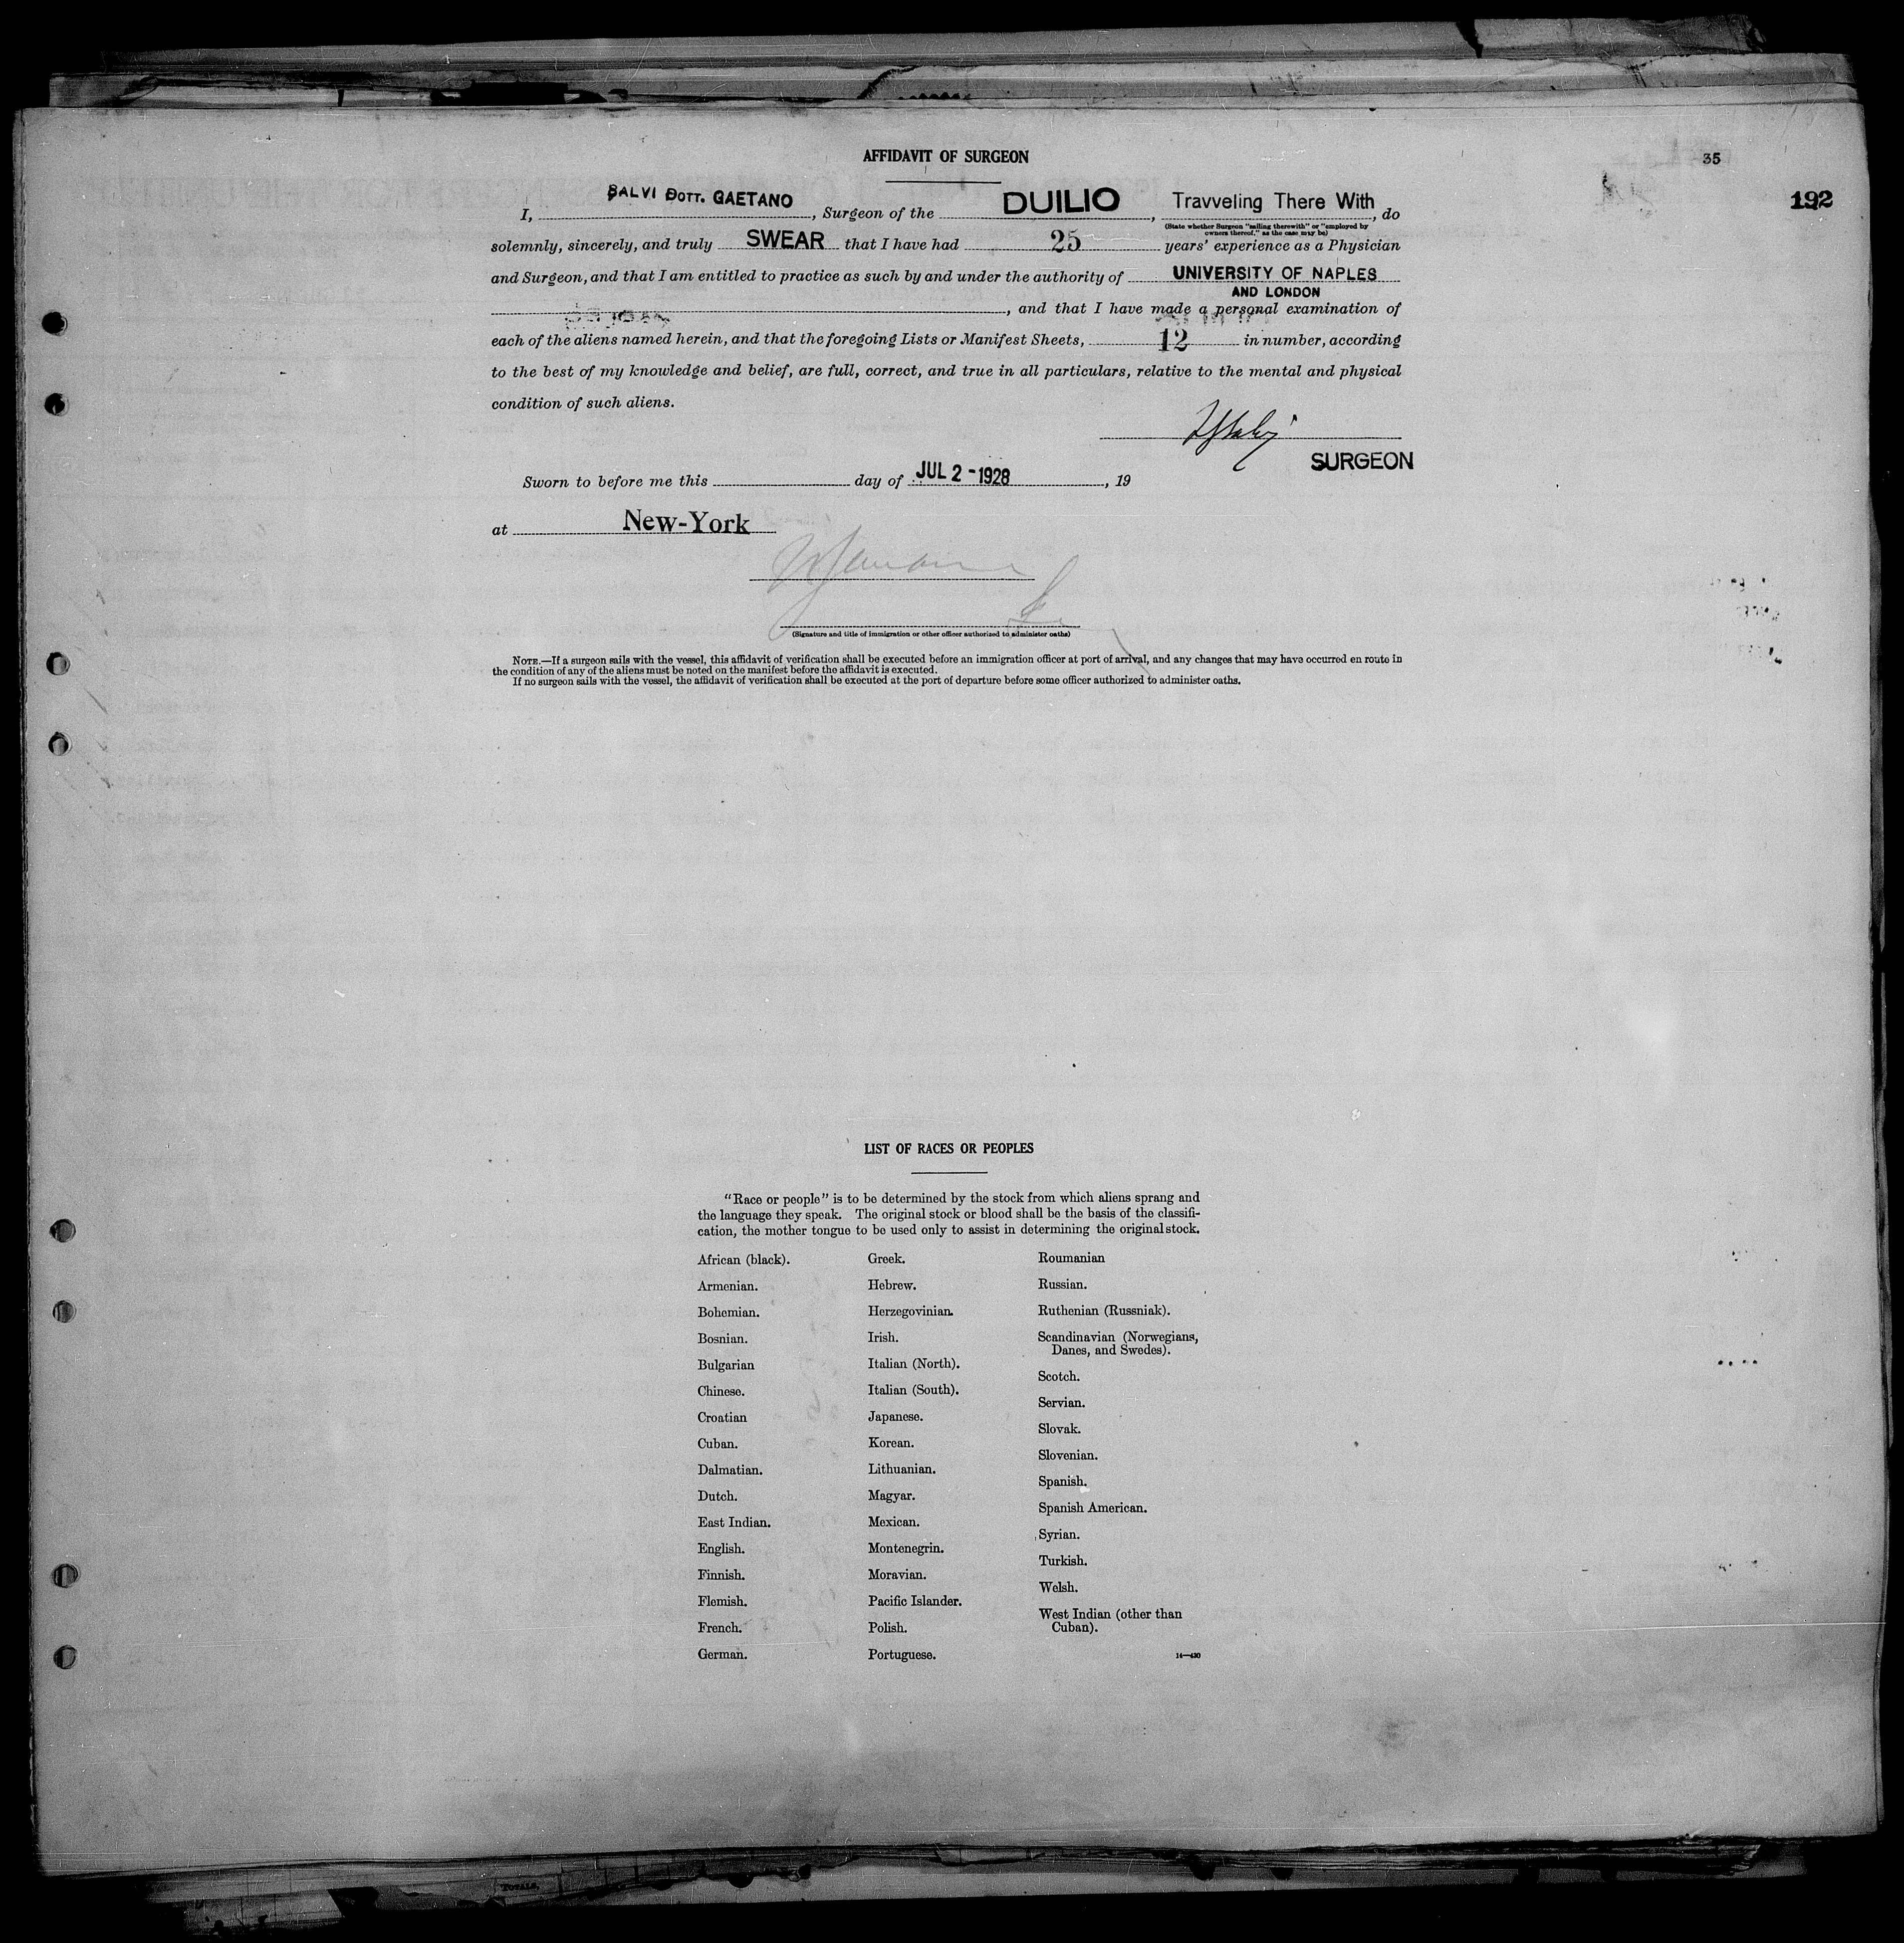 AFFIDAVIT OF SURGEON
35
192
I, BALVI DOTT. GAETANO, Surgeon of the DUILIO, Travveling There With, do
(State whether Surgeon "sailing therewith" or "employed by
owners thereof," as the case may be)
solemnly, sincerely, and truly SWEAR that I have had 25 years' experience as a Physician
and Surgeon, and that I am entitled to practice as such by and under the authority of UNIVERSITY OF NAPLES
AND LONDON
, and that I have made a personal examination of
each of the aliens named herein, and that the foregoing Lists or Manifest Sheets, 12 in number, according
to the best of my knowledge and belief, are full, correct, and true in all particulars, relative to the mental and physical
condition of such aliens.
SURGEON
Sworn to before me this day of JUL 2-1928, 19
at New-York
(Signature and title of immigration or other officer authorized to administer oaths)
NOTE.—If a surgeon sails with the vessel, this affidavit of verification shall be executed before an immigration officer at port of arrival, and any changes that may have occurred en route in
the condition of any of the aliens must be noted on the manifest before the affidavit is executed.
If no surgeon sails with the vessel, the affidavit of verification shall be executed at the port of departure before some officer authorized to administer oaths.
LIST OF RACES OR PEOPLES
"Race or people" is to be determined by the stock from which aliens sprang and
the language they speak. The original stock or blood shall be the basis of the classifi-
cation, the mother tongue to be used only to assist in determining the original stock.
African (black).
Armenian.
Bohemian.
Bosnian.
Bulgarian
Chinese.
Croatian
Cuban.
Dalmatian.
Dutch.
East Indian.
English.
Finnish.
Flemish.
French.
German.
Greek.
Hebrew.
Herzegovinian.
Irish.
Italian (North).
Italian (South).
Japanese.
Korean.
Lithuanian.
Magyar.
Mexican.
Montenegrin.
Moravian.
Pacific Islander.
Polish.
Portuguese.
Roumanian
Russian.
Ruthenian (Russniak).
Scandinavian (Norwegians,
Danes, and Swedes).
Scotch.
Servian.
Slovak.
Slovenian.
Spanish.
Spanish American.
Syrian.
Turkish.
Welsh.
West Indian (other than
Cuban).
14—430
TOTALS.